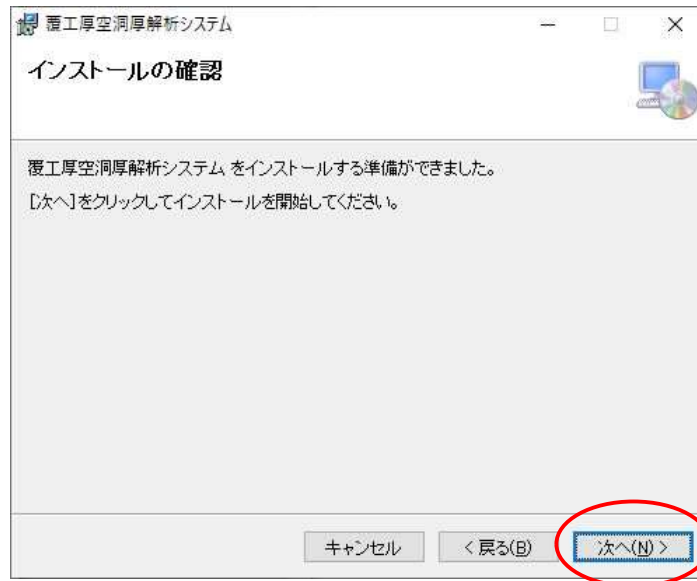 覆工厚空洞厚解析システム
インストールの確認
覆工厚空洞厚解析システム をインストールする準備ができました。
[次へ]をクリックしてインストールを開始してください。
キャンセル
< 戻る(B)
次へ(N) >